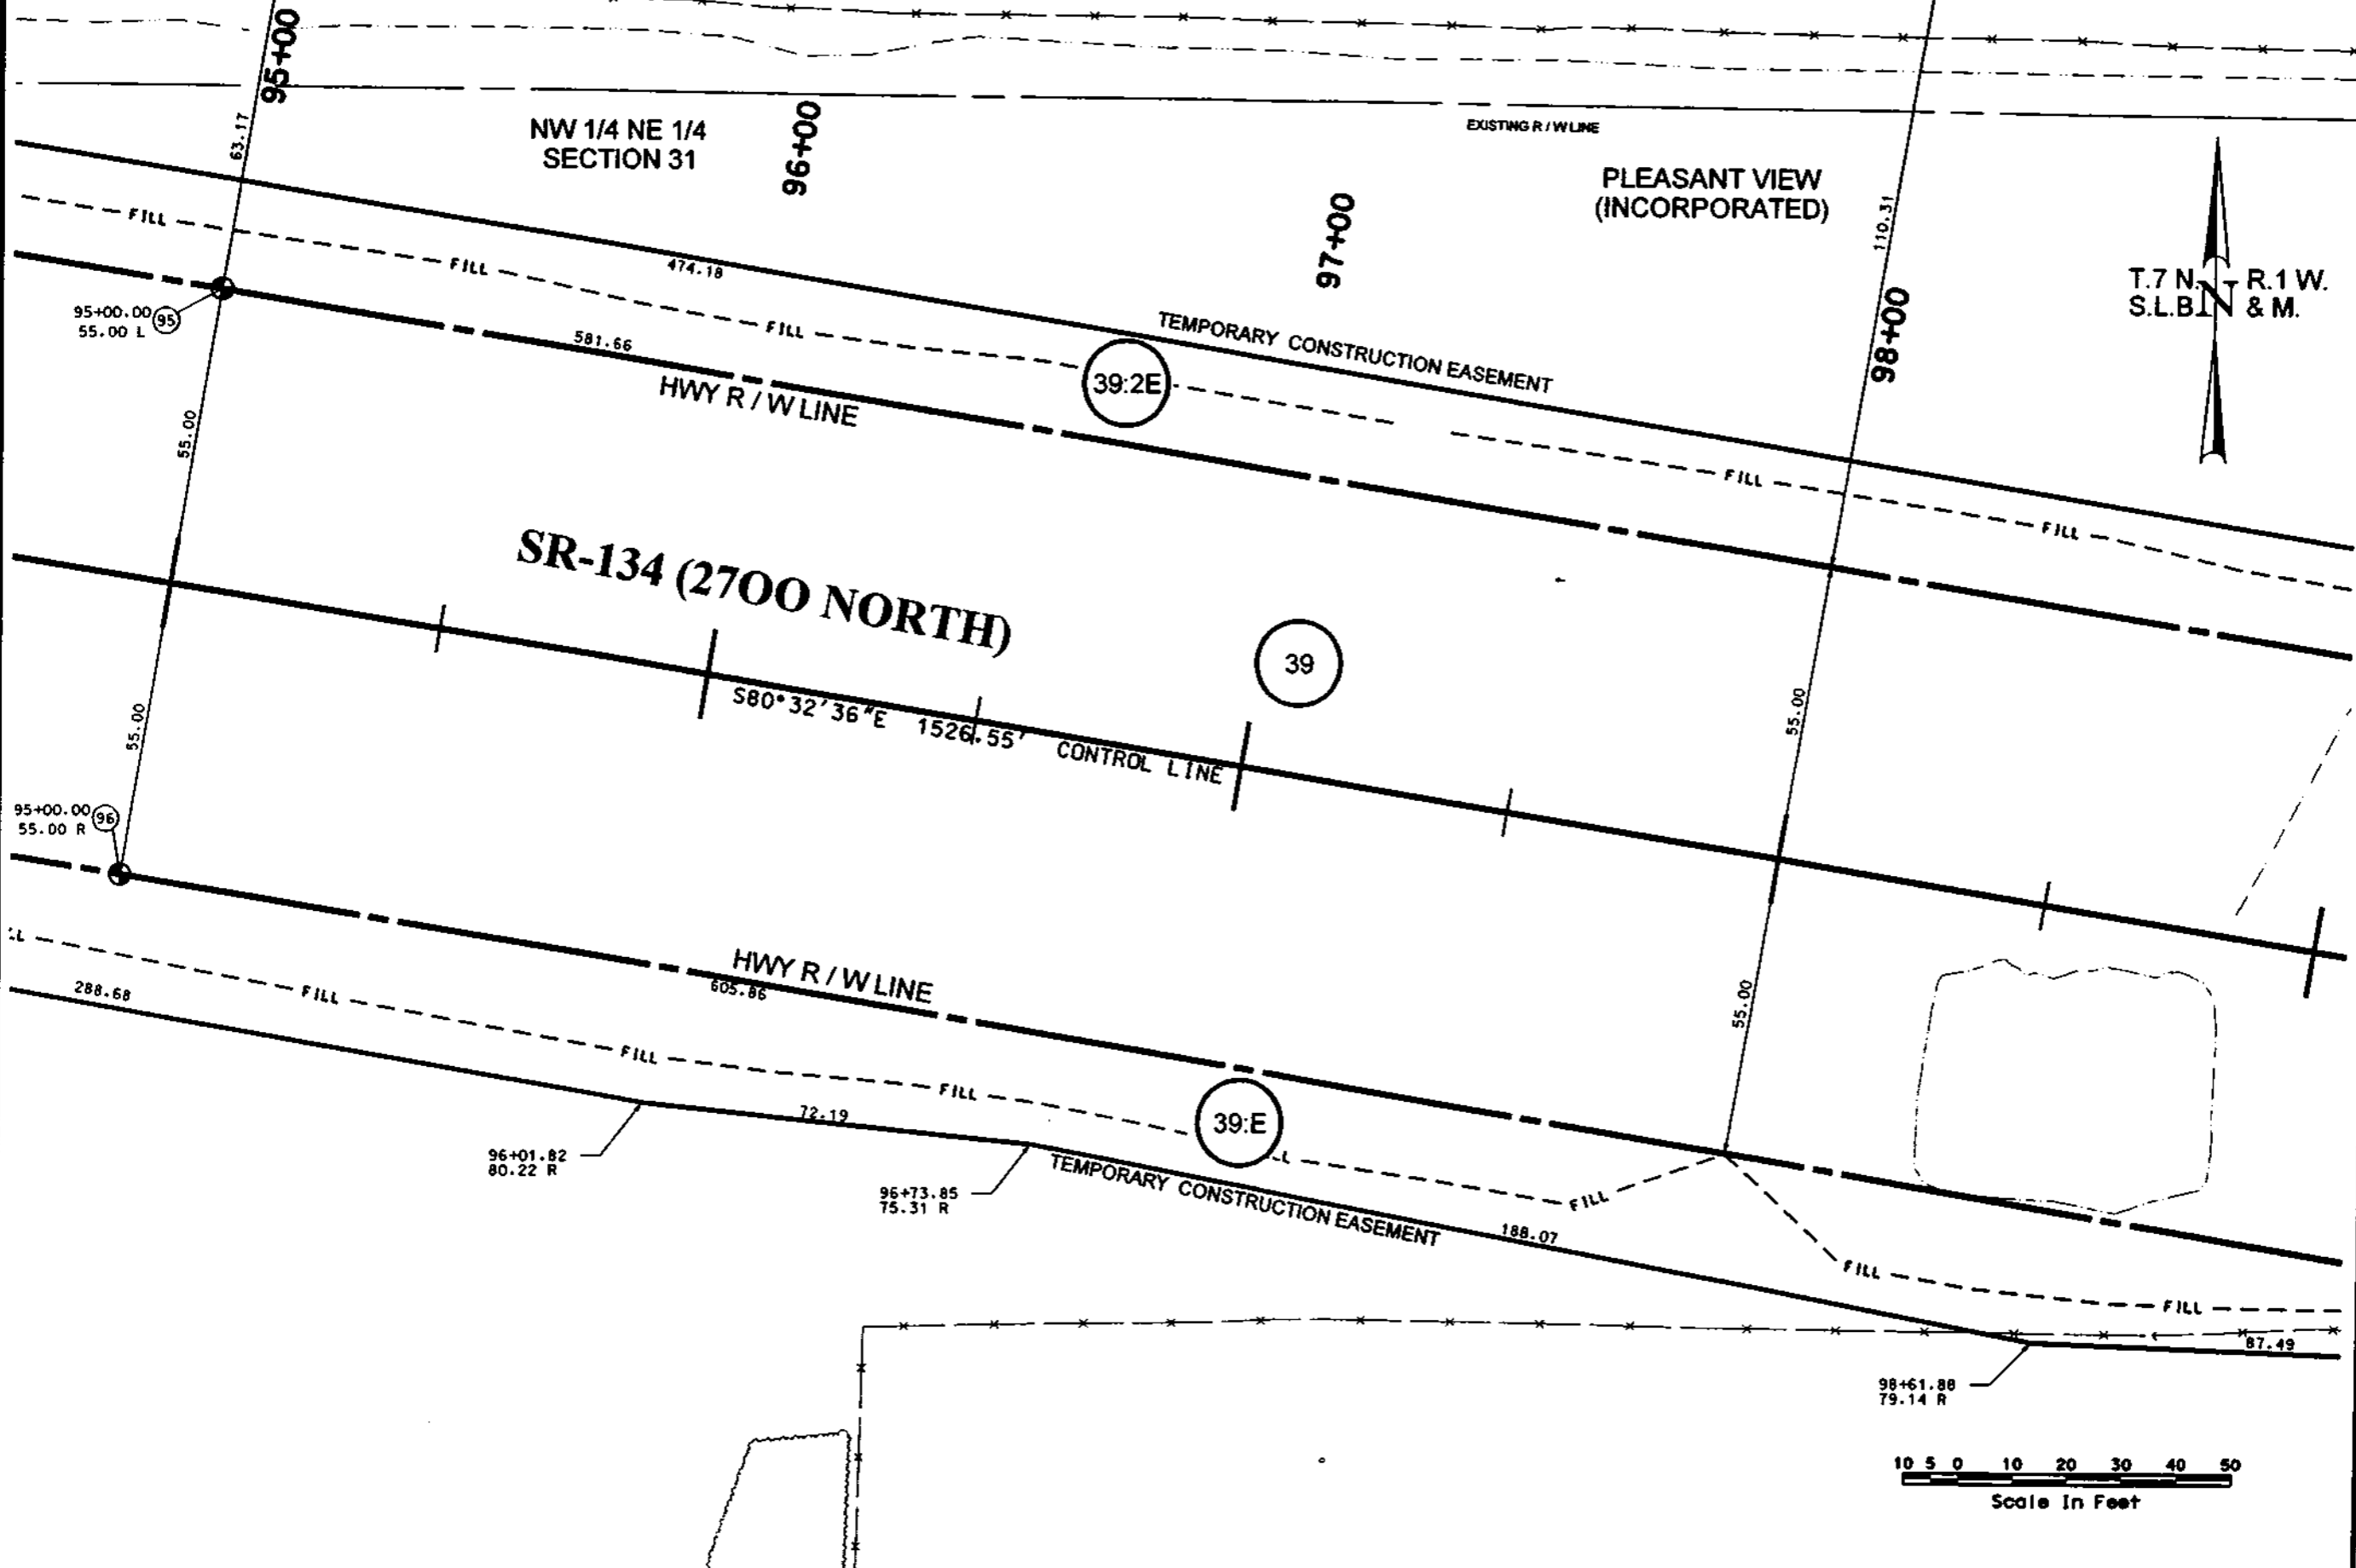 95+00
63.17
NW 1/4 NE 1/4
SECTION 31
96+00
EXISTING R/W LINE
PLEASANT VIEW
(INCORPORATED)
97+00
110.31
98+00
T.7 N. R.1 W.
S.L.B. & M.
N
FILL
FILL
474.18
FILL
TEMPORARY CONSTRUCTION EASEMENT
39:2E
FILL
FILL
95+00.00
55.00 L
95
581.66
HWY R/W LINE
55.00
SR-134 (27OO NORTH)
39
S80°32'36"E 1526.55'
CONTROL LINE
55.00
55.00
95+00.00
55.00 R
96
HWY R/W LINE
605.86
55.00
288.68
FILL
FILL
FILL
72.19
39:E
96+01.82
80.22 R
96+73.85
75.31 R
TEMPORARY CONSTRUCTION EASEMENT
FILL
188.07
FILL
FILL
87.49
98+61.88
79.14 R
10 5 0 10 20 30 40 50
Scale In Feet